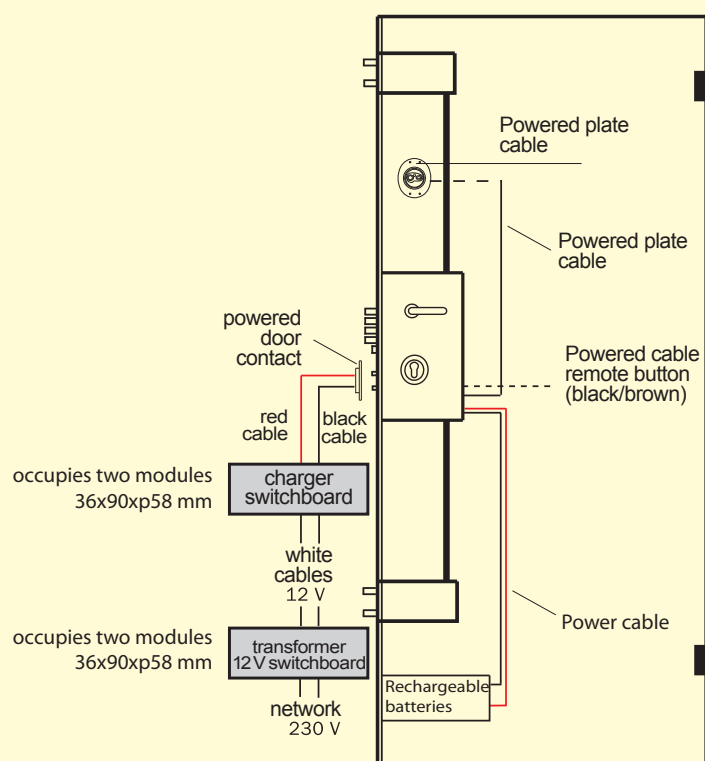 Powered plate
cable
Powered plate
cable
powered
door
contact
Powered cable
remote button
(black/brown)
red
cable
black
cable
occupies two modules
36x90xp58 mm
charger
switchboard
white
cables
12 V
Power cable
occupies two modules
36x90xp58 mm
transformer
12V switchboard
Rechargeable
batteries
network
230 V